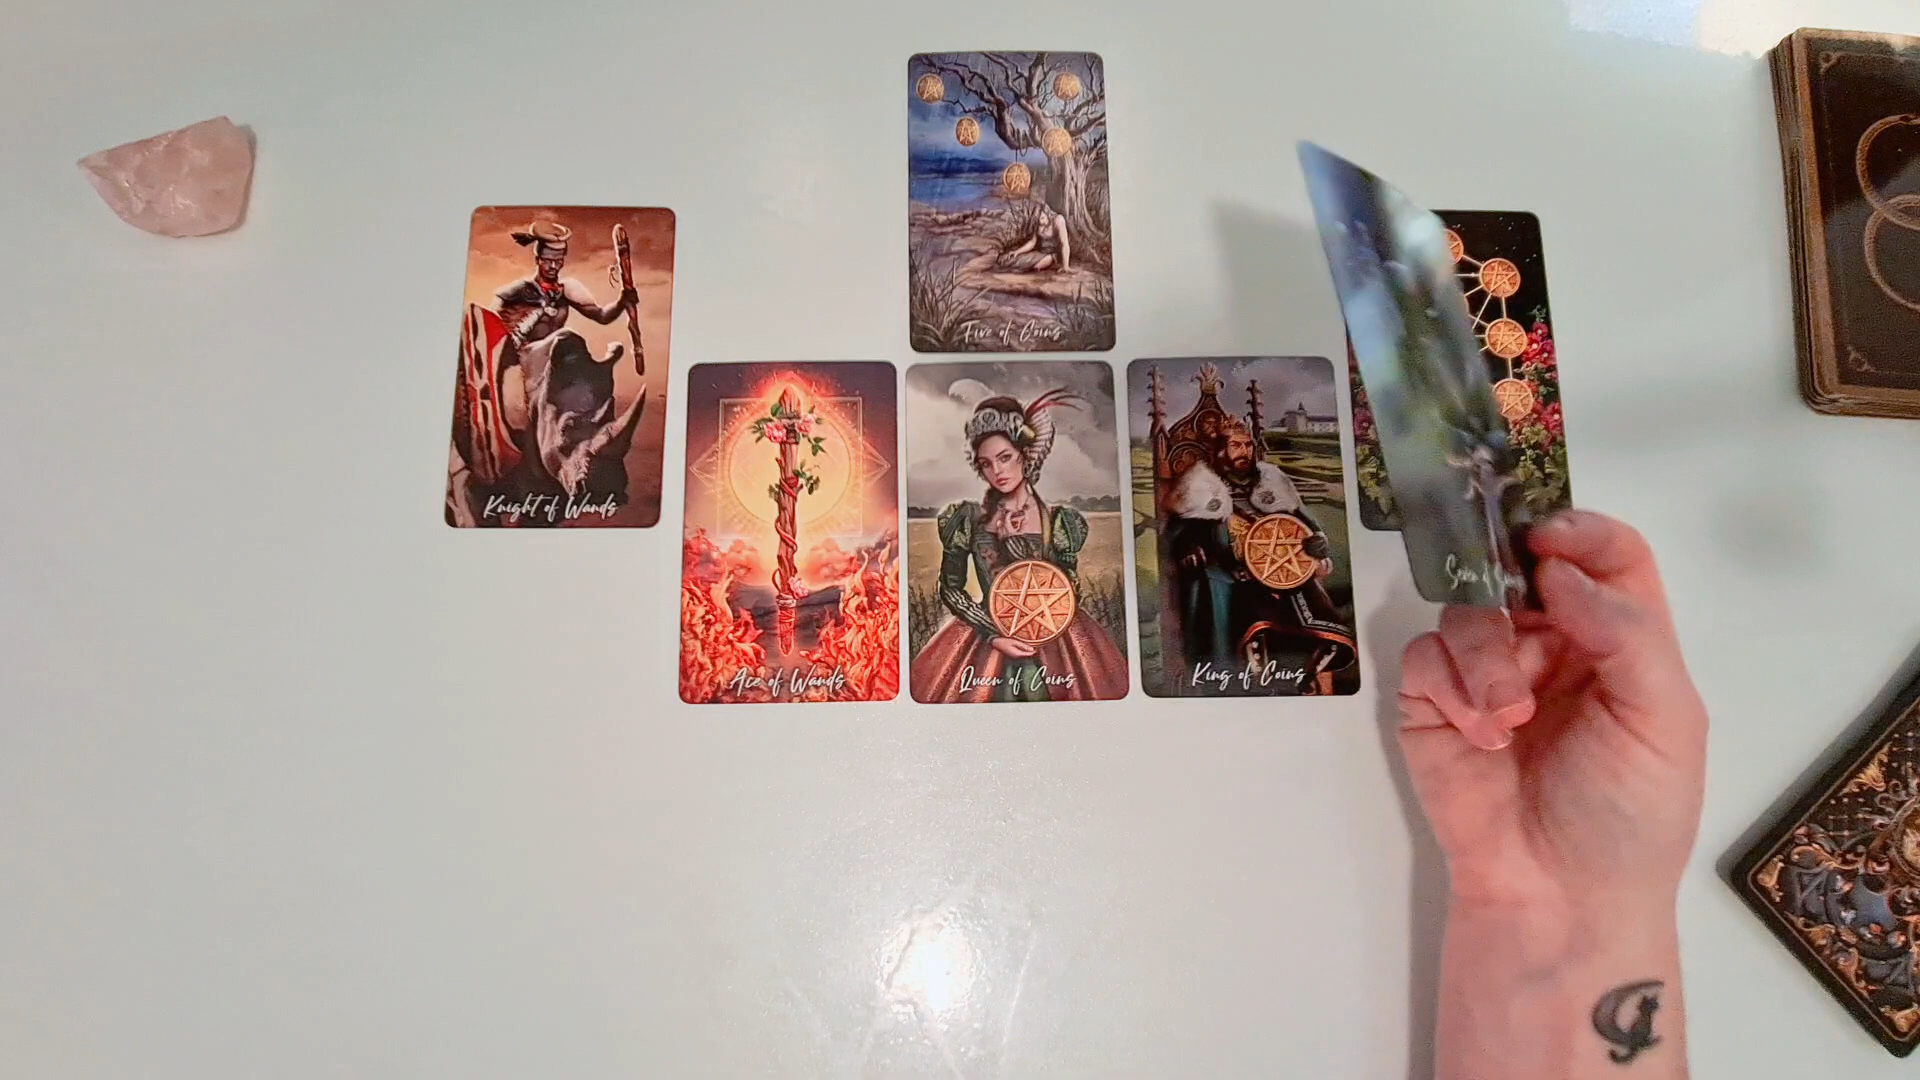 Five of Coins
Knight of Wands
Ace of Wands
Queen of Coins
King of Coins